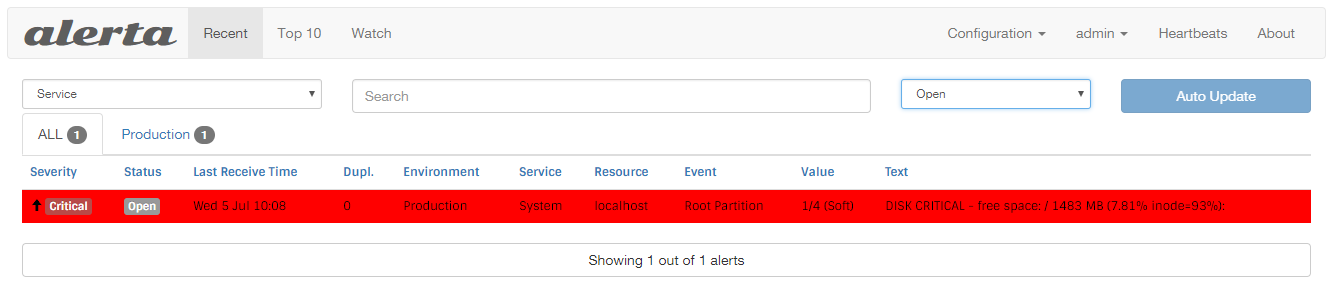 alerta Recent Top 10 Watch Configuration admin Heartbeats About
Service Search Open Auto Update
ALL 1 Production 1
Severity Status Last Receive Time Dupl. Environment Service Resource Event Value Text
Critical Open Wed 5 Jul 10:08 0 Production System localhost Root Partition 1/4 (Soft) DISK CRITICAL - free space: / 1483 MB (7.81% inode=93%):
Showing 1 out of 1 alerts